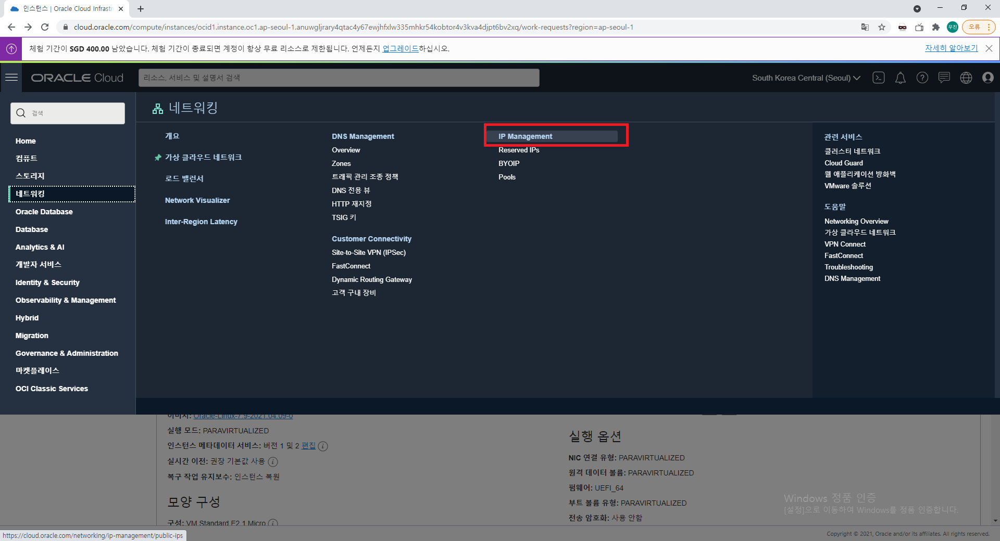 인스턴스 | Oracle Cloud Infrastr
cloud.oracle.com/compute/instances/ocid1.instance.oc1.ap-seoul-1.anuwgljrary4qtac4y67ewjhfxlw335mhkr54kobtor4v3kva4djpt6bv2xq/work-requests?region=ap-seoul-1
우진
오류
체험 기간이 SGD 400.00 남았습니다. 체험 기간이 종료되면 계정이 항상 무료 리소스로 제한됩니다. 언제든지 업그레이드하십시오.
자세히 알아보기
ORACLE Cloud
리소스, 서비스 및 설명서 검색
South Korea Central (Seoul)
검색
Home
컴퓨트
스토리지
네트워킹
Oracle Database
Database
Analytics & AI
개발자 서비스
Identity & Security
Observability & Management
Hybrid
Migration
Governance & Administration
마켓플레이스
OCI Classic Services
네트워킹
개요
가상 클라우드 네트워크
로드 밸런서
Network Visualizer
Inter-Region Latency
DNS Management
Overview
Zones
트래픽 관리 조종 정책
DNS 전용 뷰
HTTP 재지정
TSIG 키
Customer Connectivity
Site-to-Site VPN (IPSec)
FastConnect
Dynamic Routing Gateway
고객 구내 장비
IP Management
Reserved IPs
BYOIP
Pools
관련 서비스
클러스터 네트워크
Cloud Guard
웹 애플리케이션 방화벽
VMware 솔루션
도움말
Networking Overview
가상 클라우드 네트워크
VPN Connect
FastConnect
Troubleshooting
DNS Management
이미지: Oracle-Linux-7.9-2021.04.09-0
실행 모드: PARAVIRTUALIZED
인스턴스 메타데이터 서비스: 버전 1 및 2 편집
실시간 이전: 권장 기본값 사용
복구 작업 유지보수: 인스턴스 복원
모양 구성
구성: VM.Standard.E2.1.Micro
실행 옵션
NIC 연결 유형: PARAVIRTUALIZED
원격 데이터 볼륨: PARAVIRTUALIZED
펌웨어: UEFI_64
부트 볼륨 유형: PARAVIRTUALIZED
전송 암호화: 사용 안함
Windows 정품 인증
[설정]으로 이동하여 Windows를 정품 인증합니다.
https://cloud.oracle.com/networking/ip-management/public-ips
Copyright © 2021, Oracle and/or its affiliates. All rights reserved.